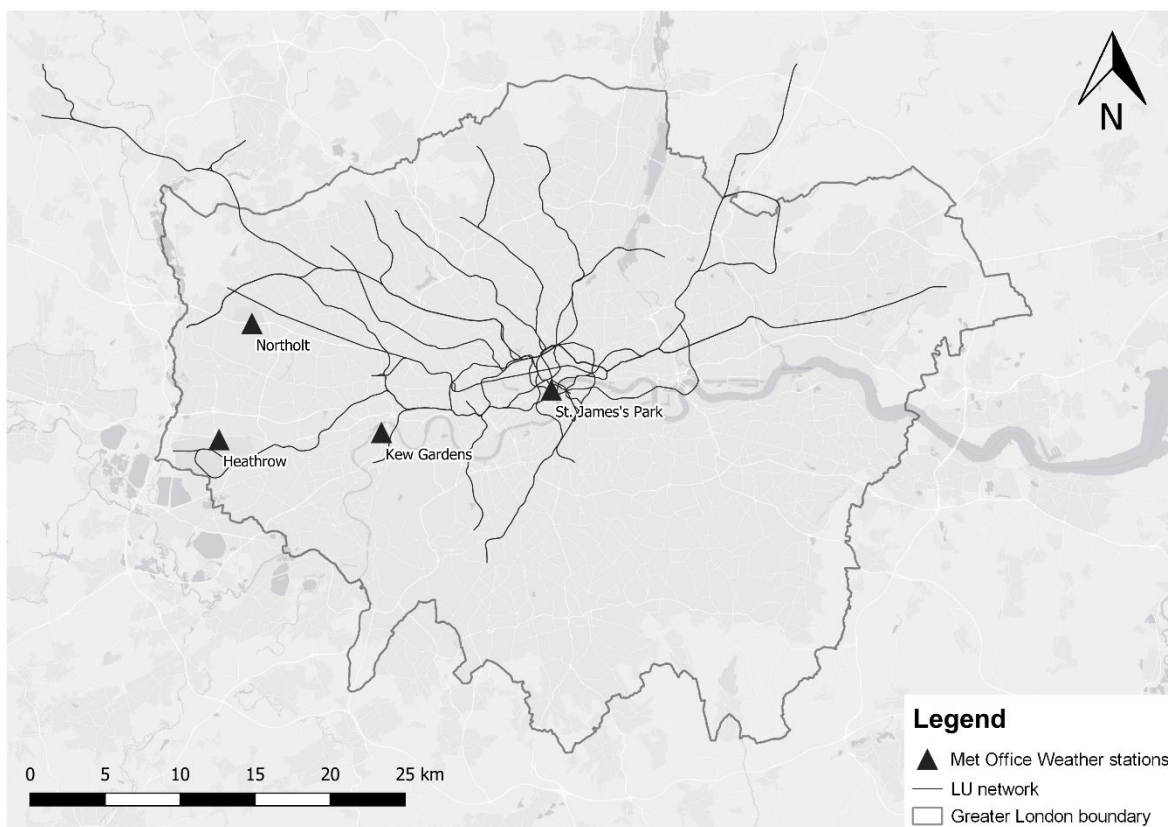 N
Northolt
St. James's Park
Heathrow
Kew Gardens
Legend
Met Office Weather stations
LU network
Greater London boundary
0 5 10 15 20 25 km